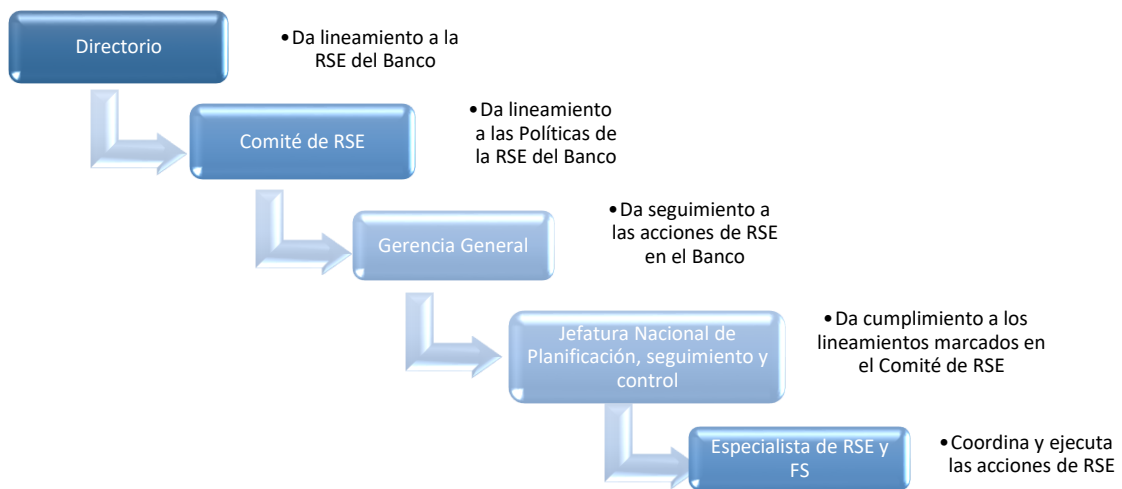 Directorio
•Da lineamiento a la
RSE del Banco
Comité de RSE
•Da lineamiento
a las Políticas de
la RSE del Banco
Gerencia General
•Da seguimiento a
las acciones de RSE
en el Banco
Jefatura Nacional de
Planificación, seguimiento y
control
•Da cumplimiento a los
lineamientos marcados en
el Comité de RSE
Especialista de RSE y
FS
•Coordina y ejecuta
las acciones de RSE